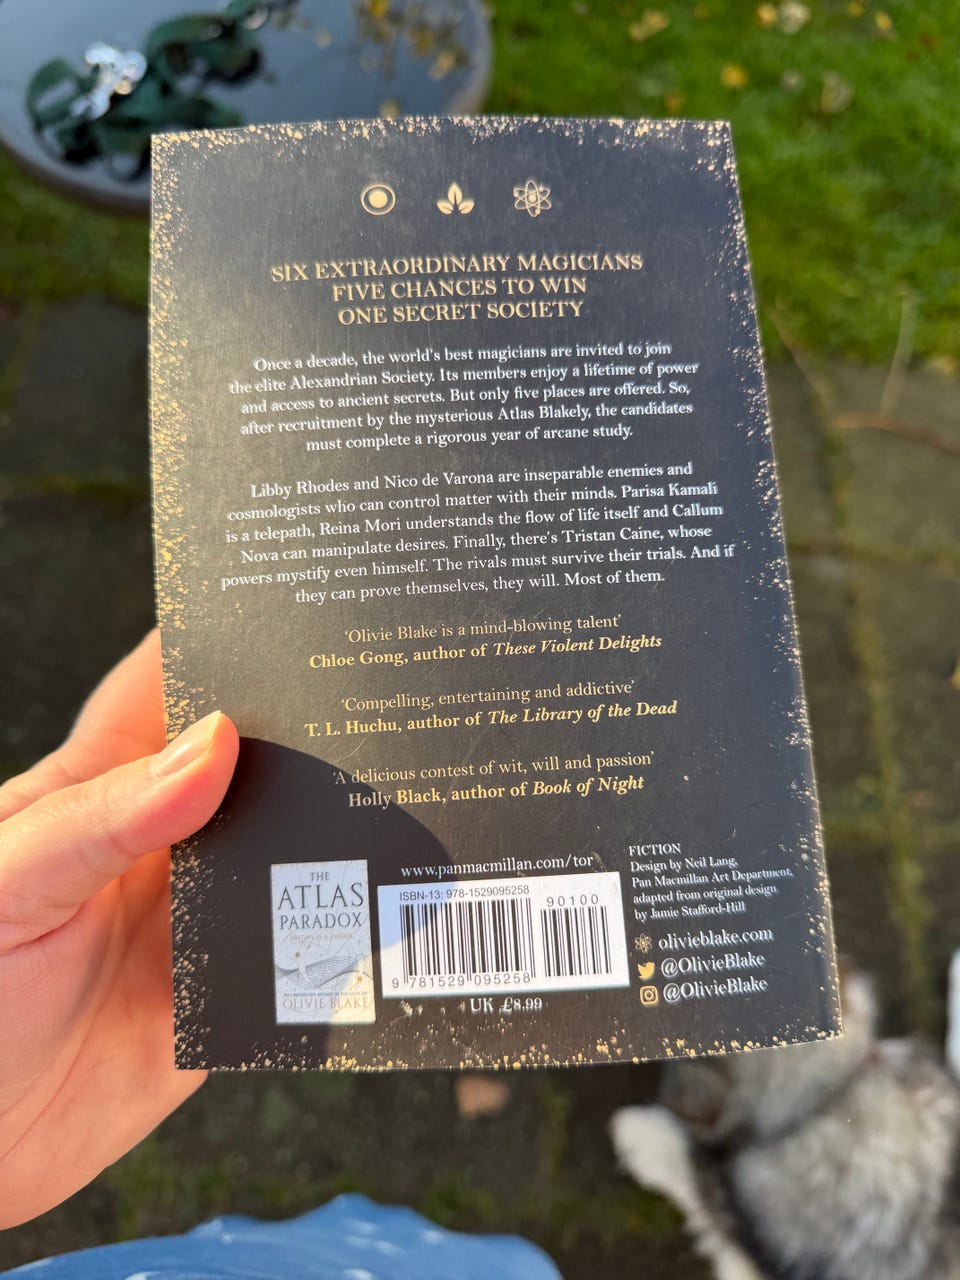 SIX EXTRAORDINARY MAGICIANS
FIVE CHANCES TO WIN
ONE SECRET SOCIETY
Once a decade, the world's best magicians are invited to join
the elite Alexandrian Society. Its members enjoy a lifetime of power
and access to ancient secrets. But only five places are offered. So,
after recruitment by the mysterious Atlas Blakely, the candidates
must complete a rigorous year of arcane study.
Libby Rhodes and Nico de Varona are inseparable enemies and
cosmologists who can control matter with their minds. Parisa Kamali
is a telepath, Reina Mori understands the flow of life itself and Callum
Nova can manipulate desires. Finally, there's Tristan Caine, whose
powers mystify even himself. The rivals must survive their trials. And if
they can prove themselves, they will. Most of them.
'Olivie Blake is a mind-blowing talent'
Chloe Gong, author of These Violent Delights
'Compelling, entertaining and addictive'
T. L. Huchu, author of The Library of the Dead
'A delicious contest of wit, will and passion'
Holly Black, author of Book of Night
THE
ATLAS
PARADOX
DESTINY IS A CHOICE
OLIVIE BLAKE
www.panmacmillan.com/tor
ISBN-13: 978-1529095258
90100
9 781529 095258
UK £8.99
FICTION
Design by Neil Lang,
Pan Macmillan Art Department,
adapted from original design
by Jamie Stafford-Hill
olivieblake.com
@OlivieBlake
@OlivieBlake